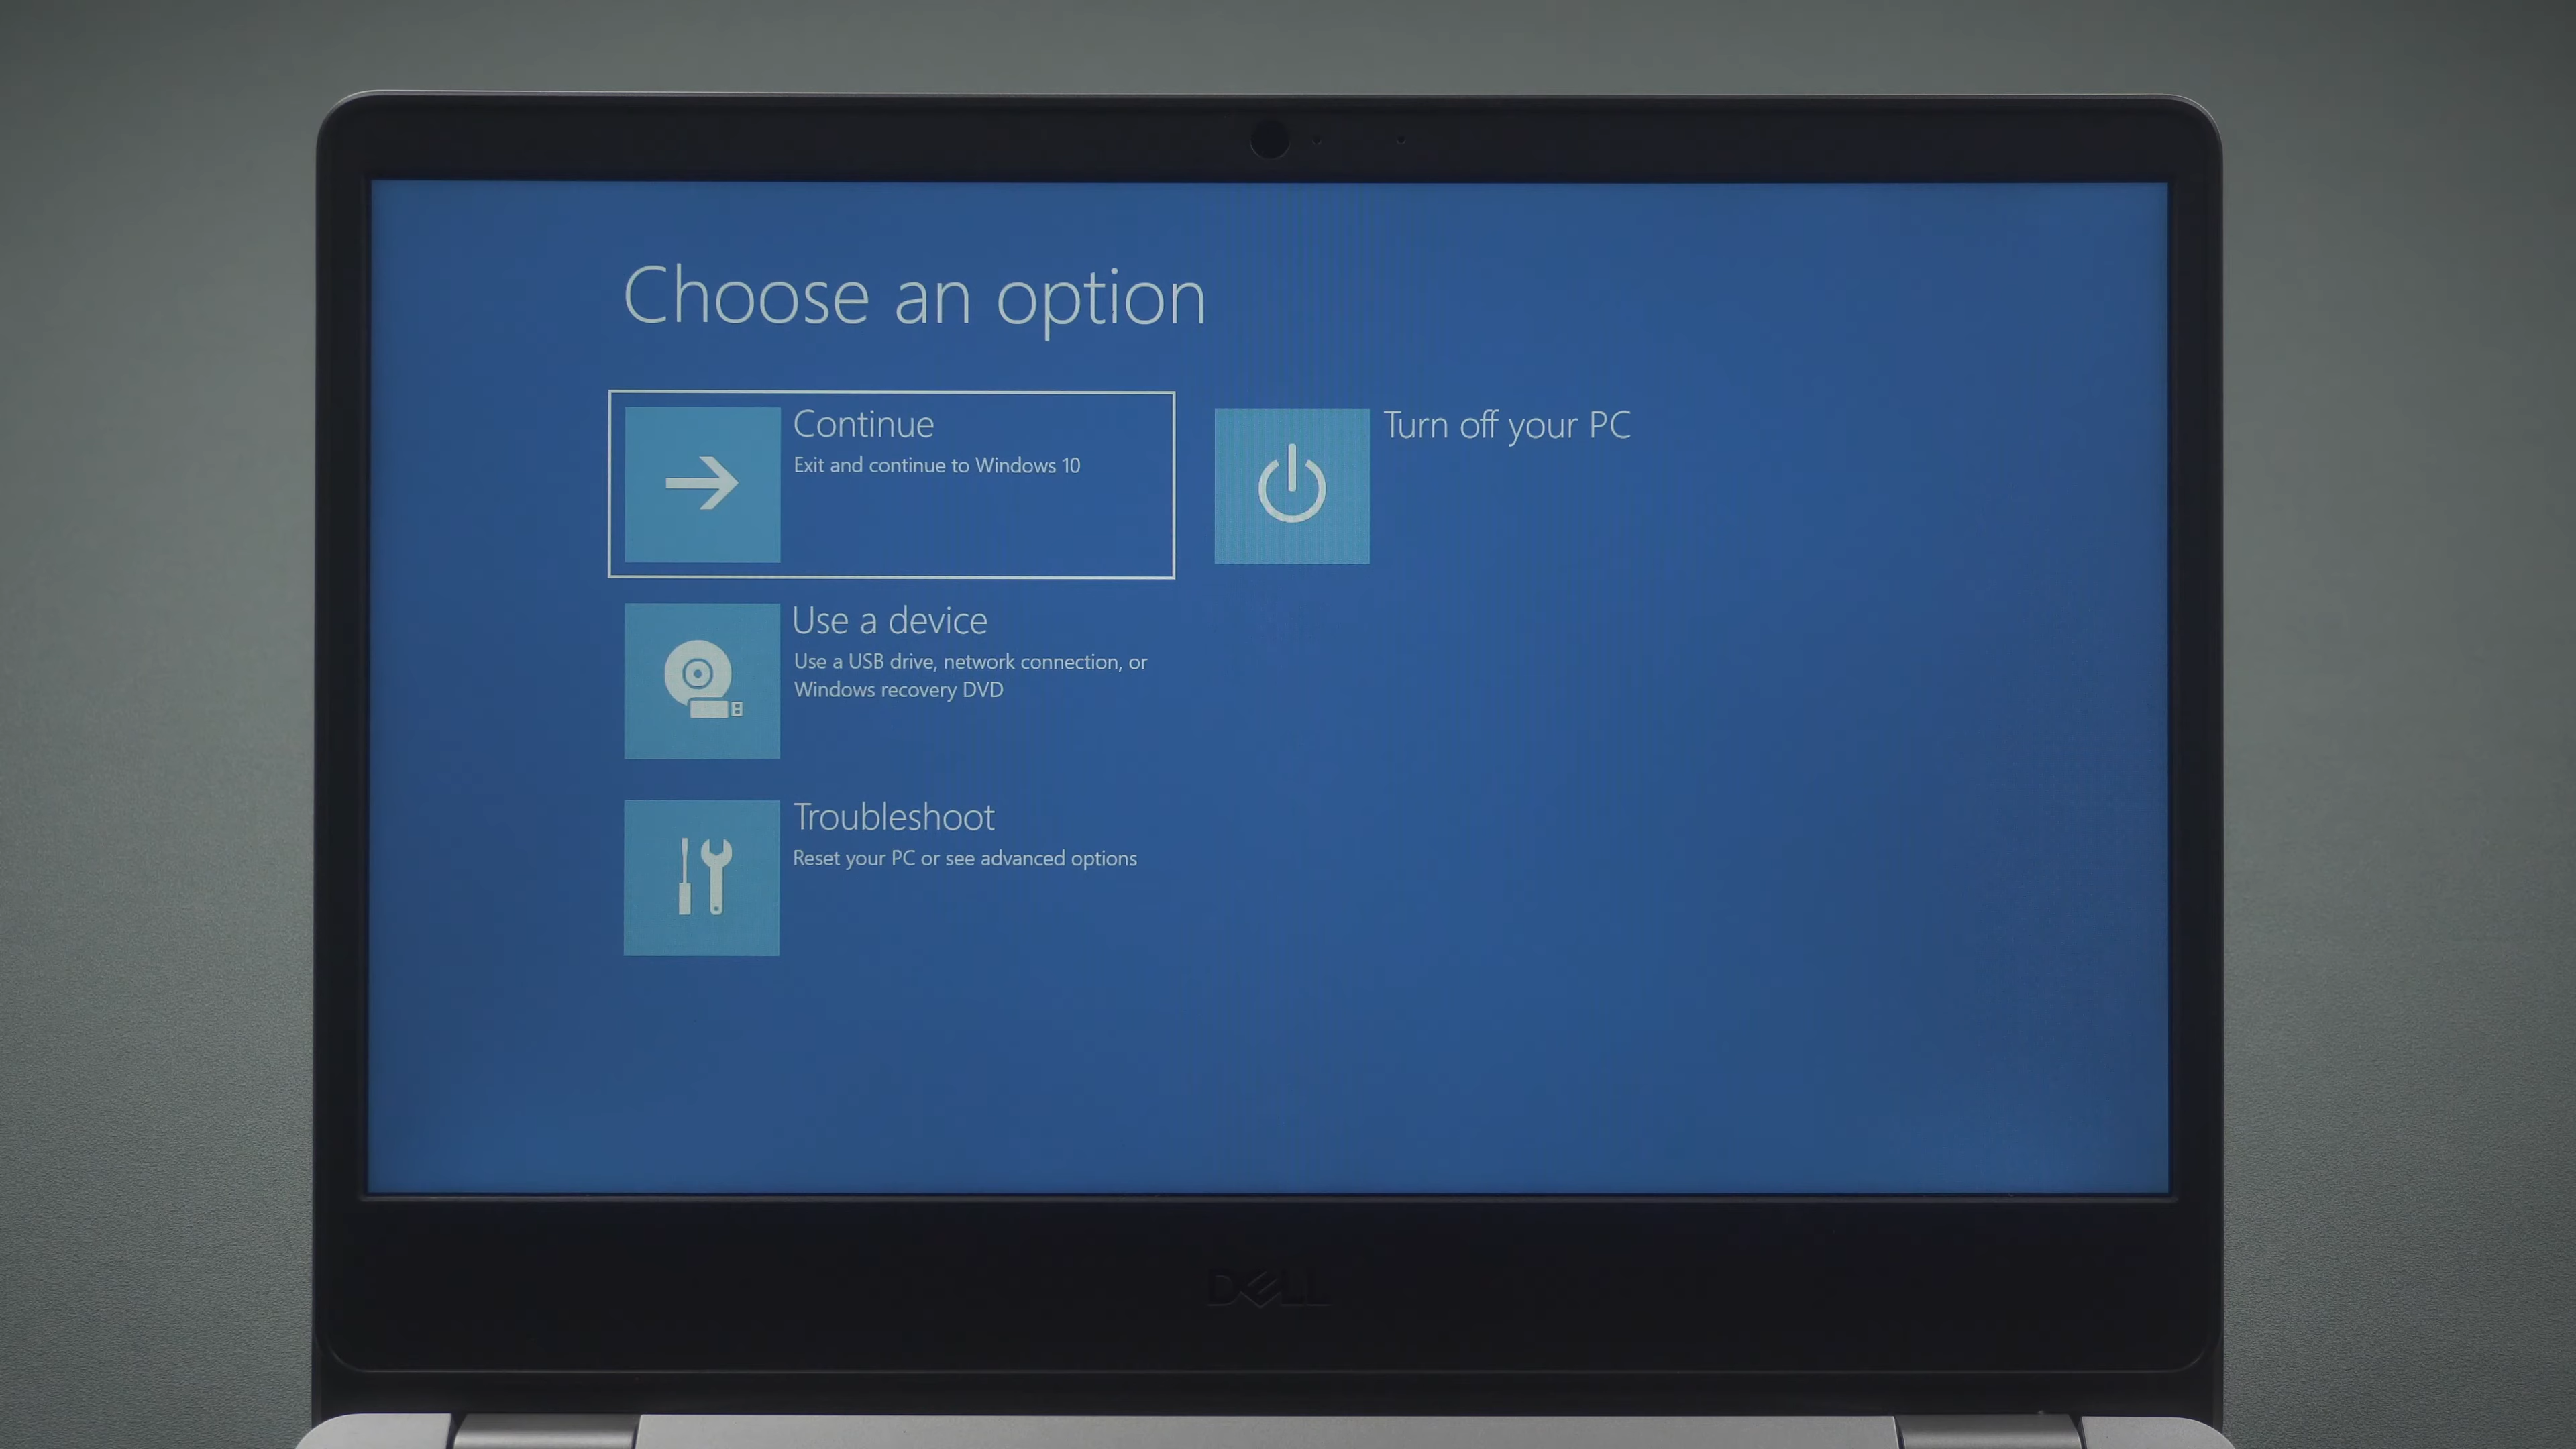 Choose an option
Continue
Exit and continue to Windows 10
Turn off your PC
Use a device
Use a USB drive, network connection, or
Windows recovery DVD
Troubleshoot
Reset your PC or see advanced options
DELL